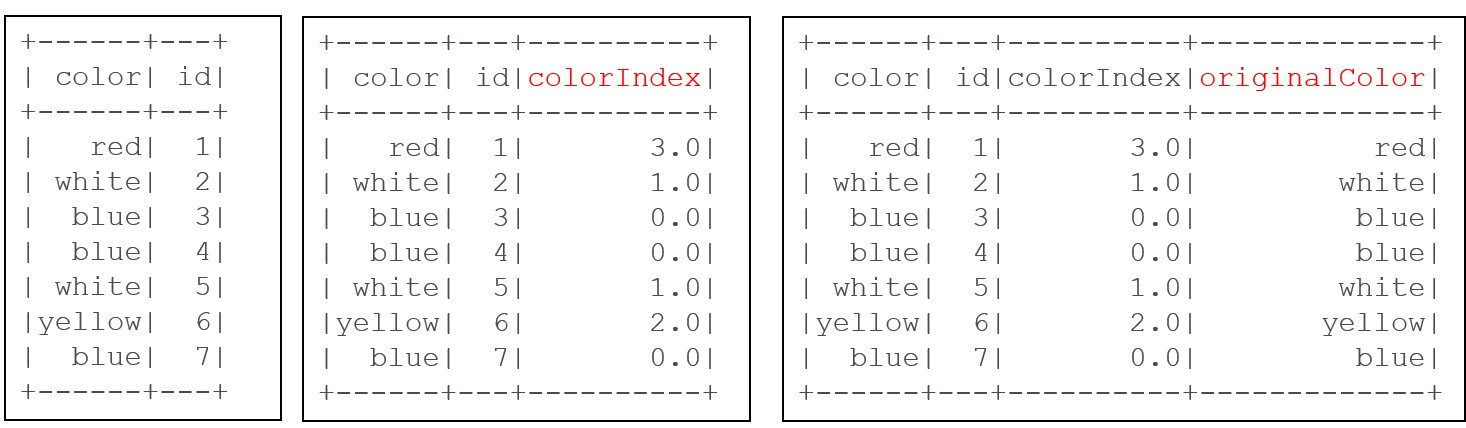 +------+---+
| color| id|
+------+---+
|   red|  1|
| white|  2|
|  blue|  3|
|  blue|  4|
| white|  5|
|yellow|  6|
|  blue|  7|
+------+---+
+------+---+----------+
| color| id|colorIndex|
+------+---+----------+
|   red|  1|       3.0|
| white|  2|       1.0|
|  blue|  3|       0.0|
|  blue|  4|       0.0|
| white|  5|       1.0|
|yellow|  6|       2.0|
|  blue|  7|       0.0|
+------+---+----------+
+------+---+----------+-------------+
| color| id|colorIndex|originalColor|
+------+---+----------+-------------+
|   red|  1|       3.0|          red|
| white|  2|       1.0|        white|
|  blue|  3|       0.0|         blue|
|  blue|  4|       0.0|         blue|
| white|  5|       1.0|        white|
|yellow|  6|       2.0|       yellow|
|  blue|  7|       0.0|         blue|
+------+---+----------+-------------+